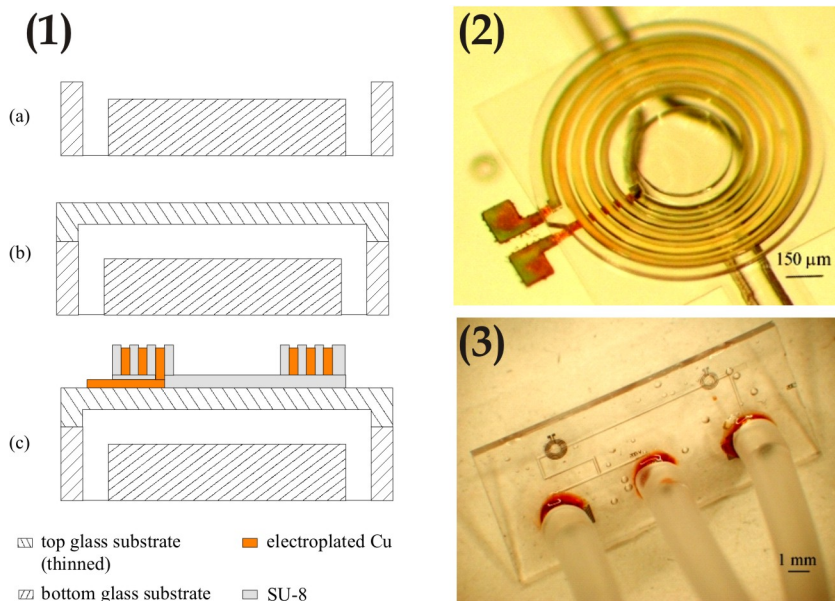 (1)
(a)
(b)
(c)
top glass substrate
(thinned)
electroplated Cu
bottom glass substrate
SU-8
(2)
150 µm
(3)
1 mm